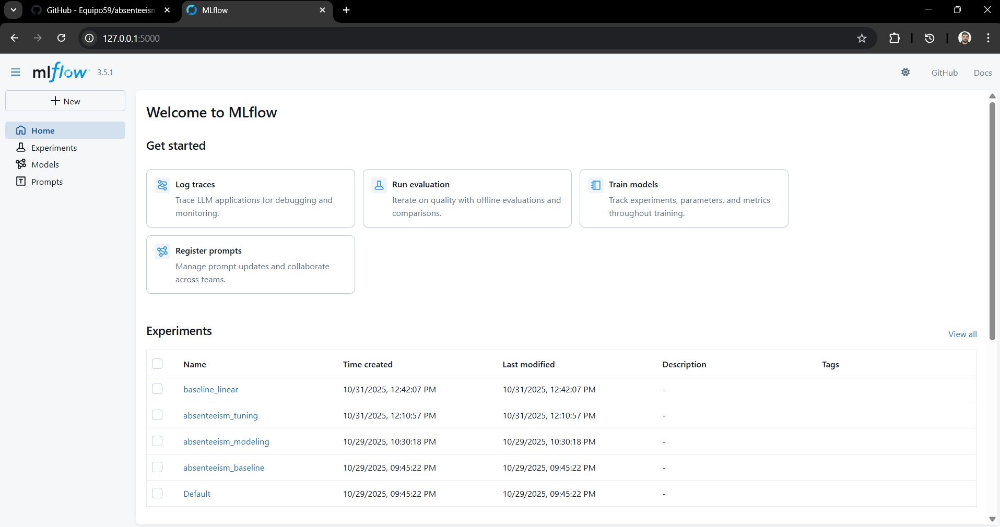 GitHub - Equipo59/absenteeism
MLflow
127.0.0.1:5000
mlflow™ 3.5.1
GitHub
Docs
New
Home
Experiments
Models
Prompts
Welcome to MLflow
Get started
Log traces
Trace LLM applications for debugging and
monitoring.
Run evaluation
Iterate on quality with offline evaluations and
comparisons.
Train models
Track experiments, parameters, and metrics
throughout training.
Register prompts
Manage prompt updates and collaborate
across teams.
Experiments
View all
Name Time created Last modified Description Tags
baseline_linear 10/31/2025, 12:42:07 PM 10/31/2025, 12:42:07 PM -
absenteeism_tuning 10/31/2025, 12:10:57 PM 10/31/2025, 12:10:57 PM -
absenteeism_modeling 10/29/2025, 10:30:18 PM 10/29/2025, 10:30:18 PM -
absenteeism_baseline 10/29/2025, 09:45:22 PM 10/29/2025, 09:45:22 PM -
Default 10/29/2025, 09:45:22 PM 10/29/2025, 09:45:22 PM -